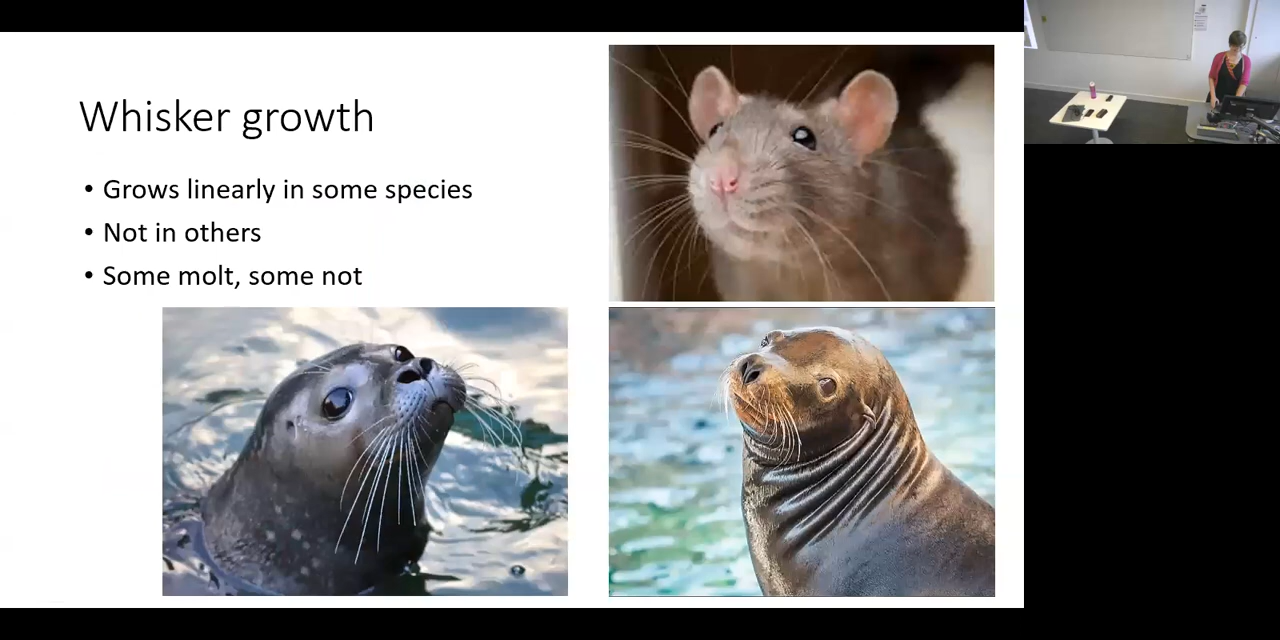 Whisker growth
• Grows linearly in some species
• Not in others
• Some molt, some not